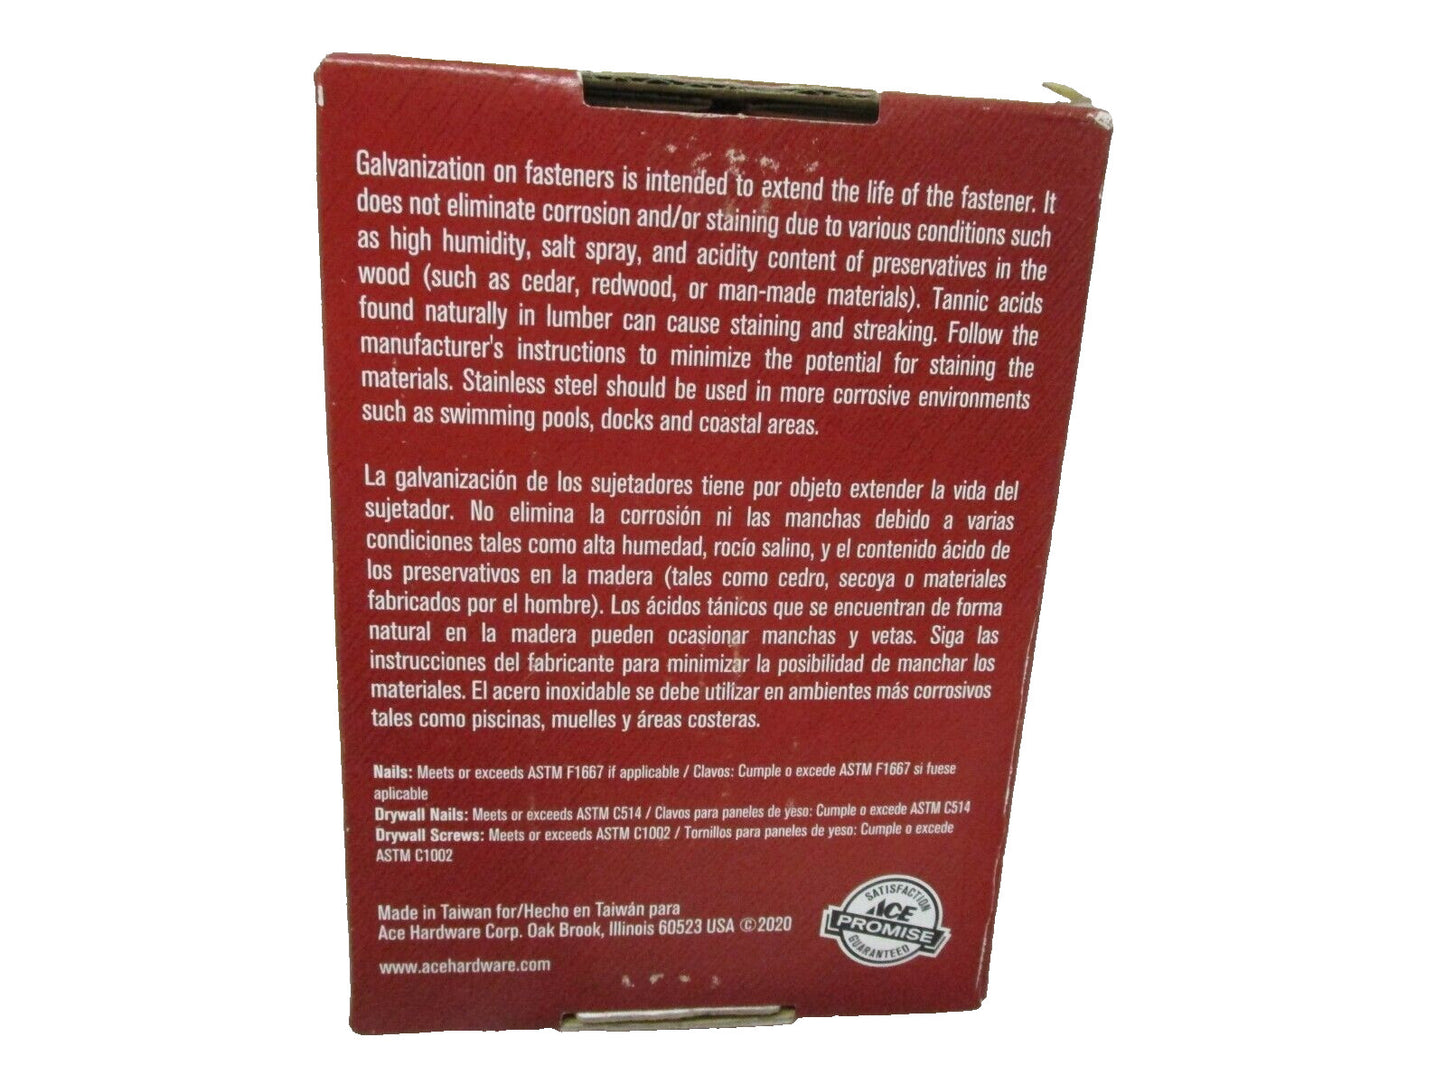 Galvanization on fasteners is intended to extend the life of the fastener. It
does not eliminate corrosion and/or staining due to various conditions such
as high humidity, salt spray, and acidity content of preservatives in the
wood (such as cedar, redwood, or man-made materials). Tannic acids
found naturally in lumber can cause staining and streaking. Follow the
manufacturer's instructions to minimize the potential for staining the
materials. Stainless steel should be used in more corrosive environments
such as swimming pools, docks and coastal areas.
La galvanización de los sujetadores tiene por objeto extender la vida del
sujetador. No elimina la corrosión ni las manchas debido a varias
condiciones tales como alta humedad, rocío salino, y el contenido ácido de
los preservativos en la madera (tales como cedro, secoya o materiales
fabricados por el hombre). Los ácidos tánicos que se encuentran de forma
natural en la madera pueden ocasionar manchas y vetas. Siga las
instrucciones del fabricante para minimizar la posibilidad de manchar los
materiales. El acero inoxidable se debe utilizar en ambientes más corrosivos
tales como piscinas, muelles y áreas costeras.
Nails: Meets or exceeds ASTM F1667 if applicable / Clavos: Cumple o excede ASTM F1667 si fuese
aplicable
Drywall Nails: Meets or exceeds ASTM C514 / Clavos para paneles de yeso: Cumple o excede ASTM C514
Drywall Screws: Meets or exceeds ASTM C1002 / Tornillos para paneles de yeso: Cumple o excede
ASTM C1002
Made in Taiwan for/Hecho en Taiwán para
Ace Hardware Corp. Oak Brook, Illinois 60523 USA ©2020
www.acehardware.com
SATISFACTION
ACE
PROMISE
GUARANTEED